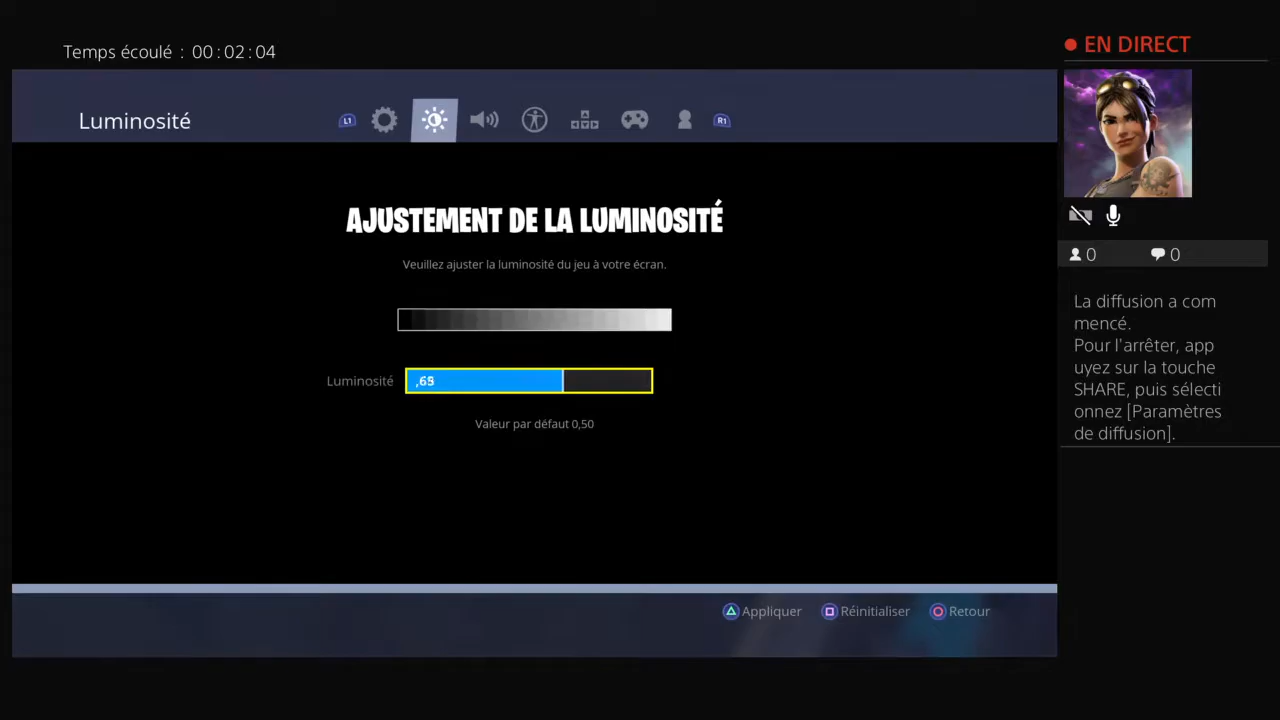 Temps écoulé : 00:02:04
EN DIRECT
Luminosité
L1
R1
AJUSTEMENT DE LA LUMINOSITÉ
Veuillez ajuster la luminosité du jeu à votre écran.
Luminosité
Valeur par défaut 0,50
Appliquer
Réinitialiser
Retour
0
0
La diffusion a com
mencé.
Pour l'arrêter, app
uyez sur la touche
SHARE, puis sélecti
onnez [Paramètres
de diffusion].